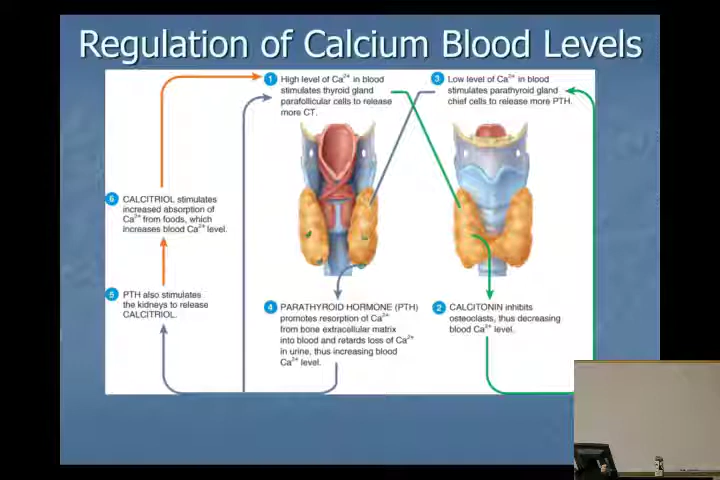 Regulation of Calcium Blood Levels
1 High level of Ca2+ in blood
stimulates thyroid gland
parafollicular cells to release
more CT.
3 Low level of Ca2+ in blood
stimulates parathyroid gland
chief cells to release more PTH.
6 CALCITRIOL stimulates
increased absorption of
Ca2+ from foods, which
increases blood Ca2+ level.
5 PTH also stimulates
the kidneys to release
CALCITRIOL.
4 PARATHYROID HORMONE (PTH)
promotes resorption of Ca2+
from bone extracellular matrix
into blood and retards loss of Ca2+
in urine, thus increasing blood
Ca2+ level.
2 CALCITONIN inhibits
osteoclasts, thus decreasing
blood Ca2+ level.